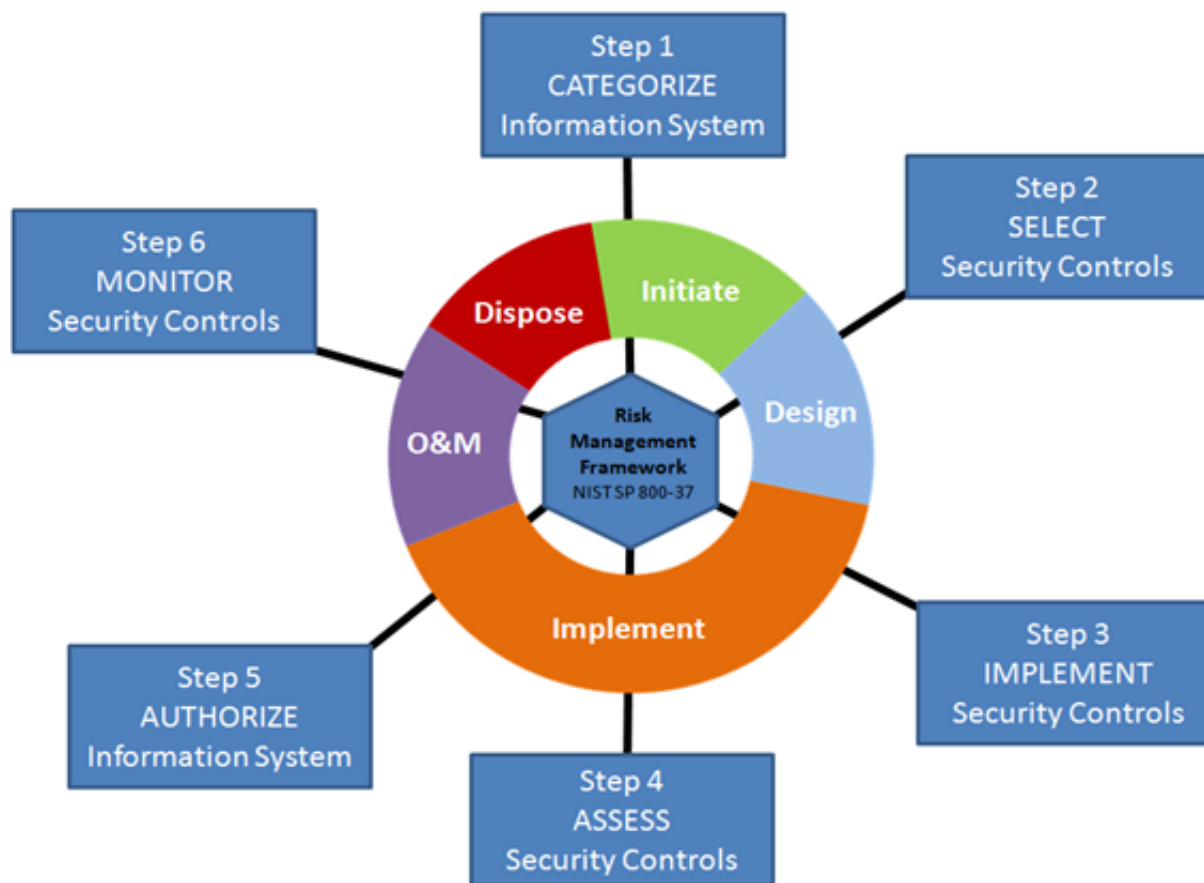 Step 1
CATEGORIZE
Information System
Step 2
SELECT
Security Controls
Step 3
IMPLEMENT
Security Controls
Step 4
ASSESS
Security Controls
Step 5
AUTHORIZE
Information System
Step 6
MONITOR
Security Controls
Initiate
Design
Implement
O&M
Dispose
Risk
Management
Framework
NIST SP 800-37